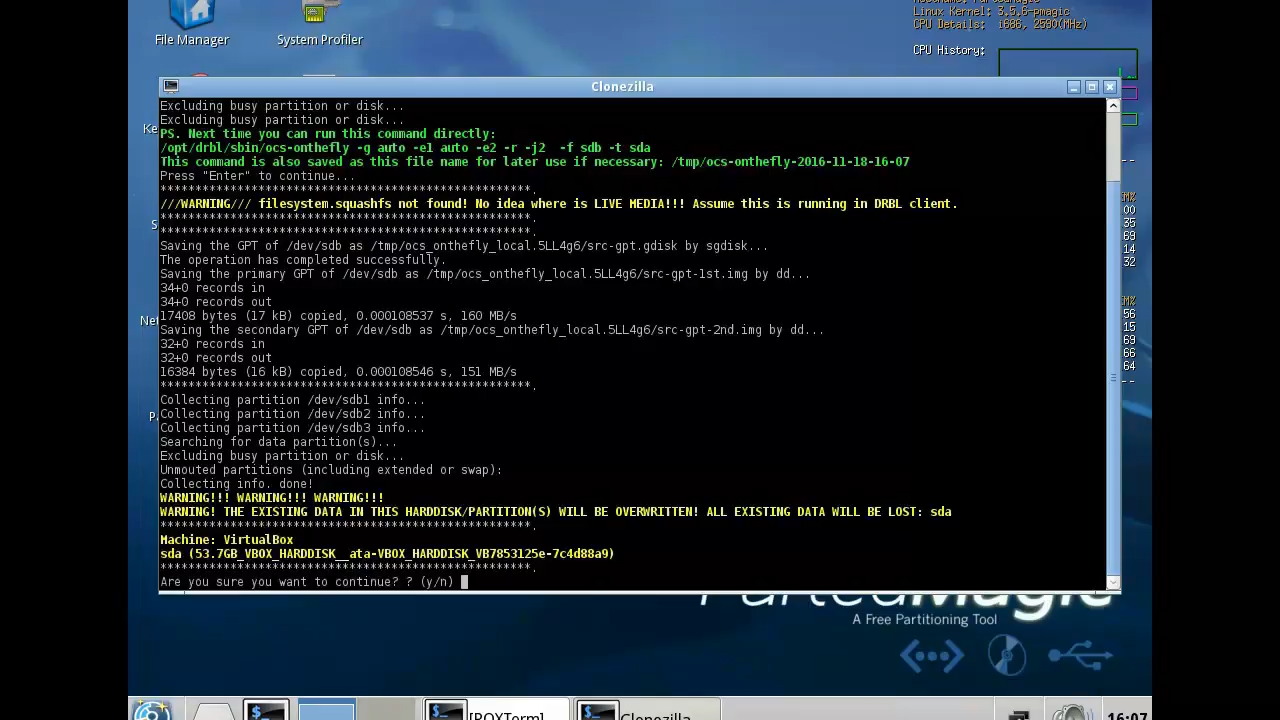 File Manager
System Profiler
Linux Kernel: 3.5.6-pmagic
CPU Details: i686, 2590(MHz)
CPU History:
Clonezilla
Excluding busy partition or disk...
Excluding busy partition or disk...
PS. Next time you can run this command directly:
/opt/drbl/sbin/ocs-onthefly -g auto -e1 auto -e2 -r -j2 -f sdb -t sda
This command is also saved as this file name for later use if necessary: /tmp/ocs-onthefly-2016-11-18-16-07
Press "Enter" to continue...
*****************************************************.
///WARNING/// filesystem.squashfs not found! No idea where is LIVE MEDIA!!! Assume this is running in DRBL client.
*****************************************************.
*****************************************************.
Saving the GPT of /dev/sdb as /tmp/ocs_onthefly_local.5LL4g6/src-gpt.gdisk by sgdisk...
The operation has completed successfully.
Saving the primary GPT of /dev/sdb as /tmp/ocs_onthefly_local.5LL4g6/src-gpt-1st.img by dd...
34+0 records in
34+0 records out
17408 bytes (17 kB) copied, 0.000108537 s, 160 MB/s
Saving the secondary GPT of /dev/sdb as /tmp/ocs_onthefly_local.5LL4g6/src-gpt-2nd.img by dd...
32+0 records in
32+0 records out
16384 bytes (16 kB) copied, 0.000108546 s, 151 MB/s
*****************************************************.
Collecting partition /dev/sdb1 info...
Collecting partition /dev/sdb2 info...
Collecting partition /dev/sdb3 info...
Searching for data partition(s)...
Excluding busy partition or disk...
Unmouted partitions (including extended or swap):
Collecting info. done!
WARNING!!! WARNING!!! WARNING!!!
WARNING! THE EXISTING DATA IN THIS HARDDISK/PARTITION(S) WILL BE OVERWRITTEN! ALL EXISTING DATA WILL BE LOST: sda
*****************************************************.
Machine: VirtualBox
sda (53.7GB_VBOX_HARDDISK__ata-VBOX_HARDDISK_VB7853125e-7c4d88a9)
*****************************************************.
Are you sure you want to continue? ? (y/n)
PartedMagic
A Free Partitioning Tool
[ROXTerm]
Clonezilla
16:07